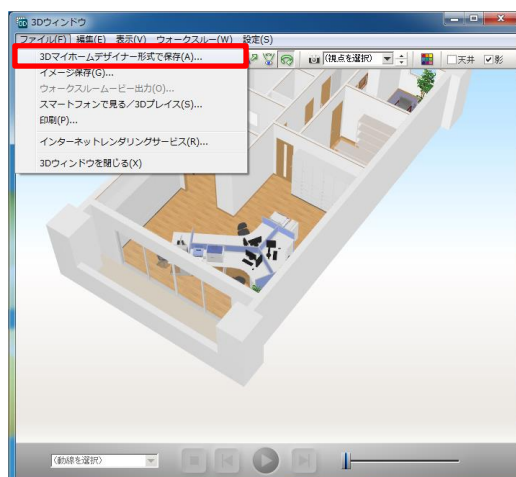 3D 3Dウィンドウ
ファイル(F) 編集(E) 表示(V) ウォークスルー(W) 設定(S)
3Dマイホームデザイナー形式で保存(A)...
(視点を選択) 天井 影
イメージ保存(G)...
ウォークスルームービー出力(O)...
スマートフォンで見る/3Dプレイス(S)...
印刷(P)...
インターネットレンダリングサービス(R)...
3Dウィンドウを閉じる(X)
(動線を選択)